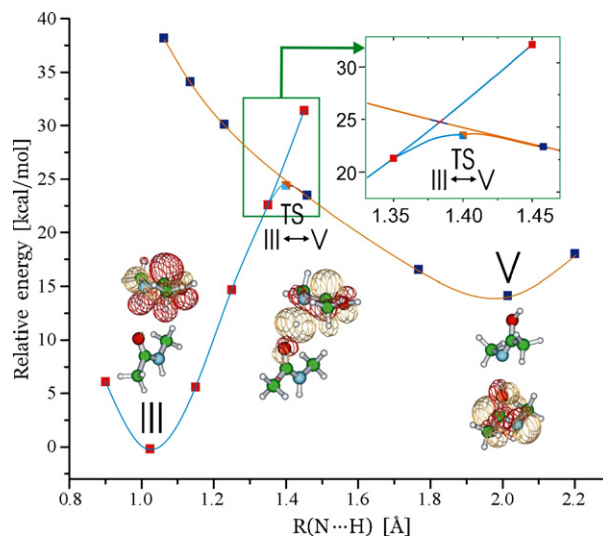 Relative energy [kcal/mol]
40
35
30
25
20
15
10
5
0
0.8 1.0 1.2 1.4 1.6 1.8 2.0 2.2
R(N···H) [Å]
30
25
20
1.35 1.40 1.45
TS
III↔V
TS
III↔V
III
V